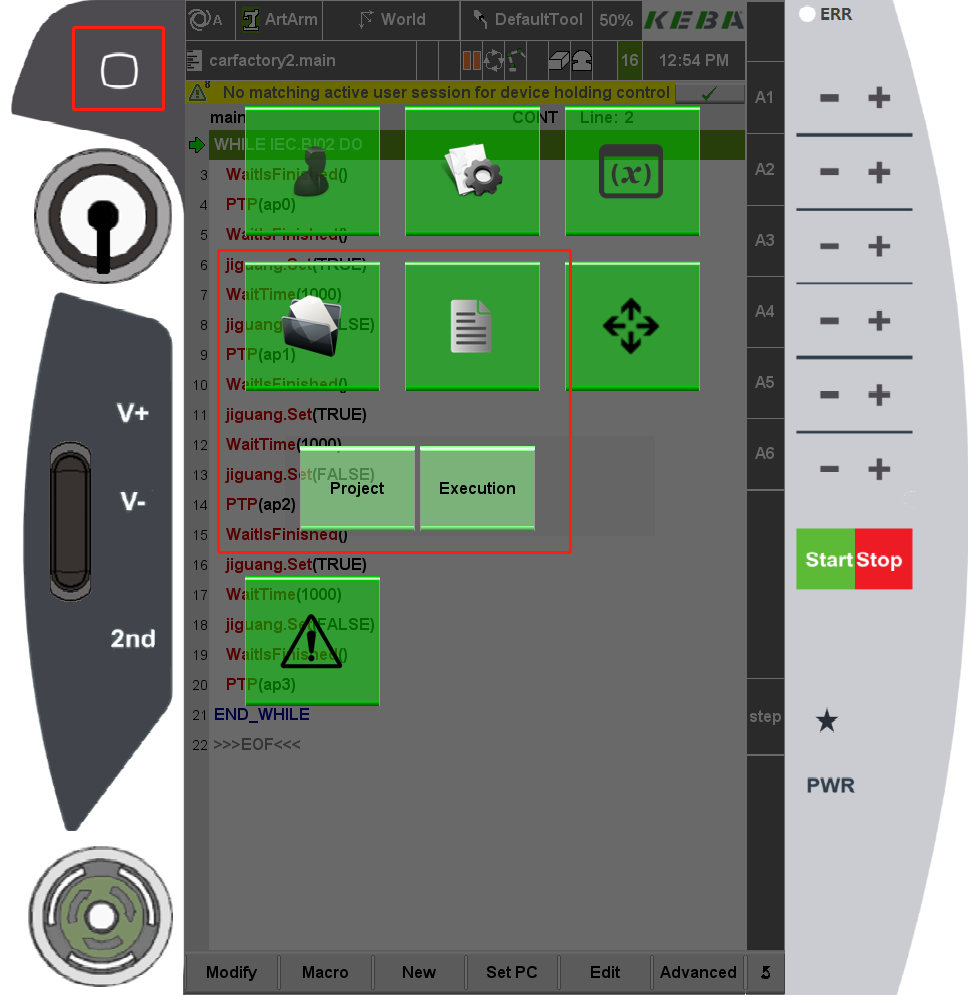 A ArtArm World DefaultTool 50% KEBA
ERR
carfactory2.main 16 12:54 PM
8 No matching active user session for device holding control
main CONT Line: 2
WHILE IEC.BI02 DO
3 WaitIsFinished()
4 PTP(ap0)
5 WaitIsFinished()
6 jiguang.Set(TRUE)
7 WaitTime(1000)
8 jiguang.Set(FALSE)
9 PTP(ap1)
10 WaitIsFinished()
11 jiguang.Set(TRUE)
12 WaitTime(1000)
13 jiguang.Set(FALSE)
14 PTP(ap2)
15 WaitIsFinished()
16 jiguang.Set(TRUE)
17 WaitTime(1000)
18 jiguang.Set(FALSE)
19 WaitIsFinished()
20 PTP(ap3)
21 END_WHILE
22 >>>EOF<<<
(x)
Project Execution
A1
A2
A3
A4
A5
A6
step
- +
- +
- +
- +
- +
- +
V+
V-
2nd
Start Stop
PWR
Modify Macro New Set PC Edit Advanced